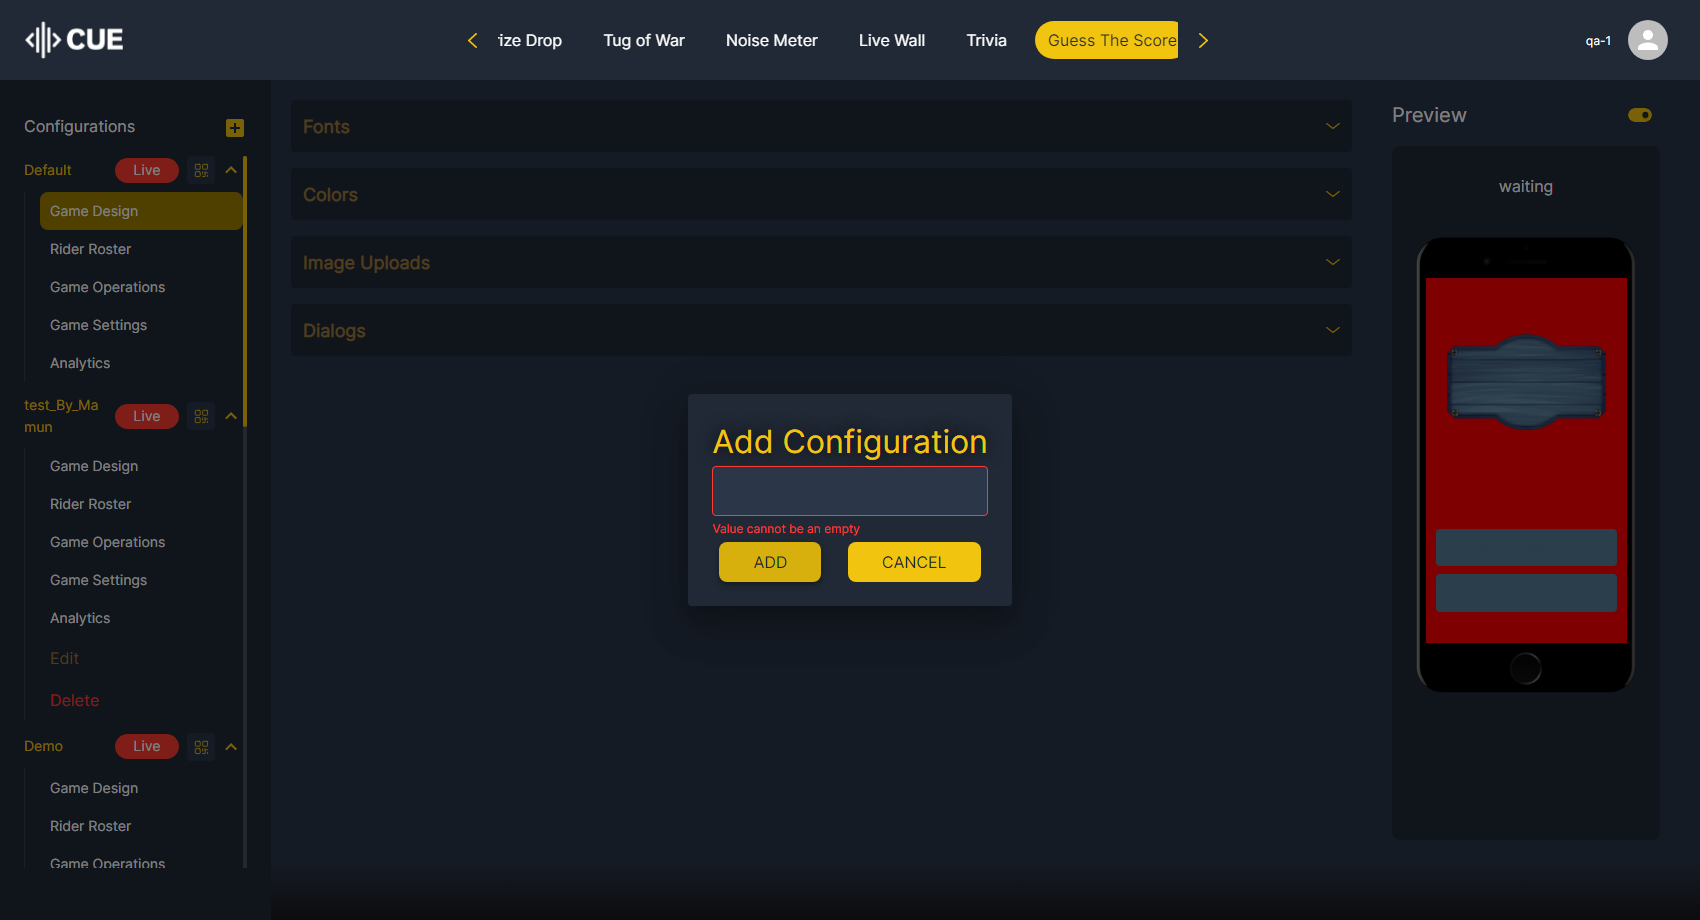 CUE
ize Drop
Tug of War
Noise Meter
Live Wall
Trivia
Guess The Score
qa-1
Configurations
Default
Live
Game Design
Rider Roster
Game Operations
Game Settings
Analytics
test_By_Ma
mun
Live
Game Design
Rider Roster
Game Operations
Game Settings
Analytics
Edit
Delete
Demo
Live
Game Design
Rider Roster
Game Operations
Fonts
Colors
Image Uploads
Dialogs
Add Configuration
Value cannot be an empty
ADD
CANCEL
Preview
waiting